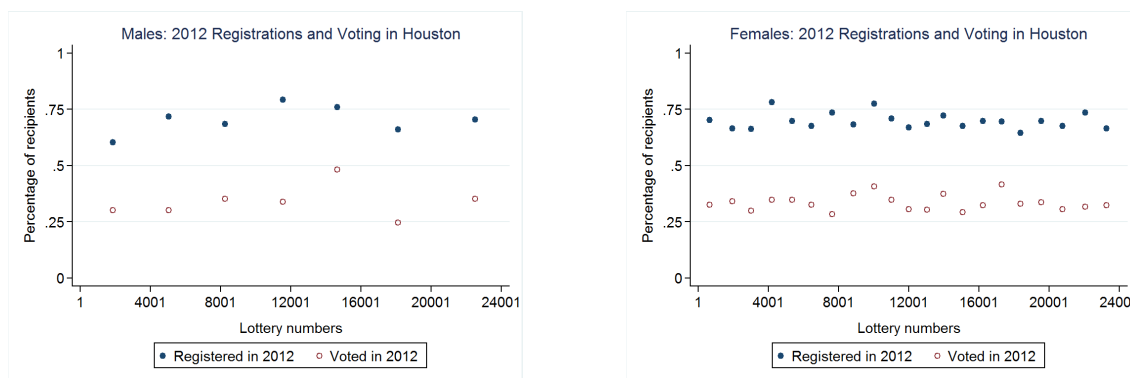 Males: 2012 Registrations and Voting in Houston
Percentage of recipients
1
.75
.5
.25
0
1 4001 8001 12001 16001 20001 24001
Lottery numbers
Registered in 2012 Voted in 2012
Females: 2012 Registrations and Voting in Houston
Percentage of recipients
1
.75
.5
.25
0
1 4001 8001 12001 16001 20001 2400
Lottery numbers
Registered in 2012 Voted in 2012